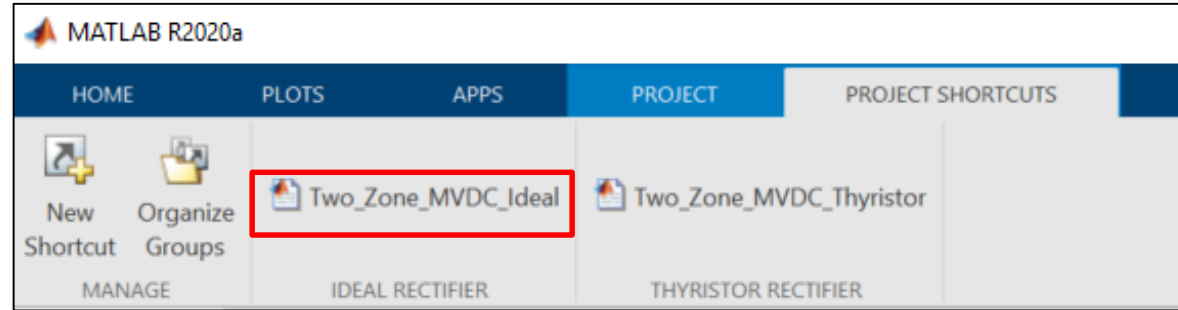 MATLAB R2020a
HOME PLOTS APPS PROJECT PROJECT SHORTCUTS
New Shortcut
Organize Groups
Two_Zone_MVDC_Ideal
Two_Zone_MVDC_Thyristor
MANAGE IDEAL RECTIFIER THYRISTOR RECTIFIER